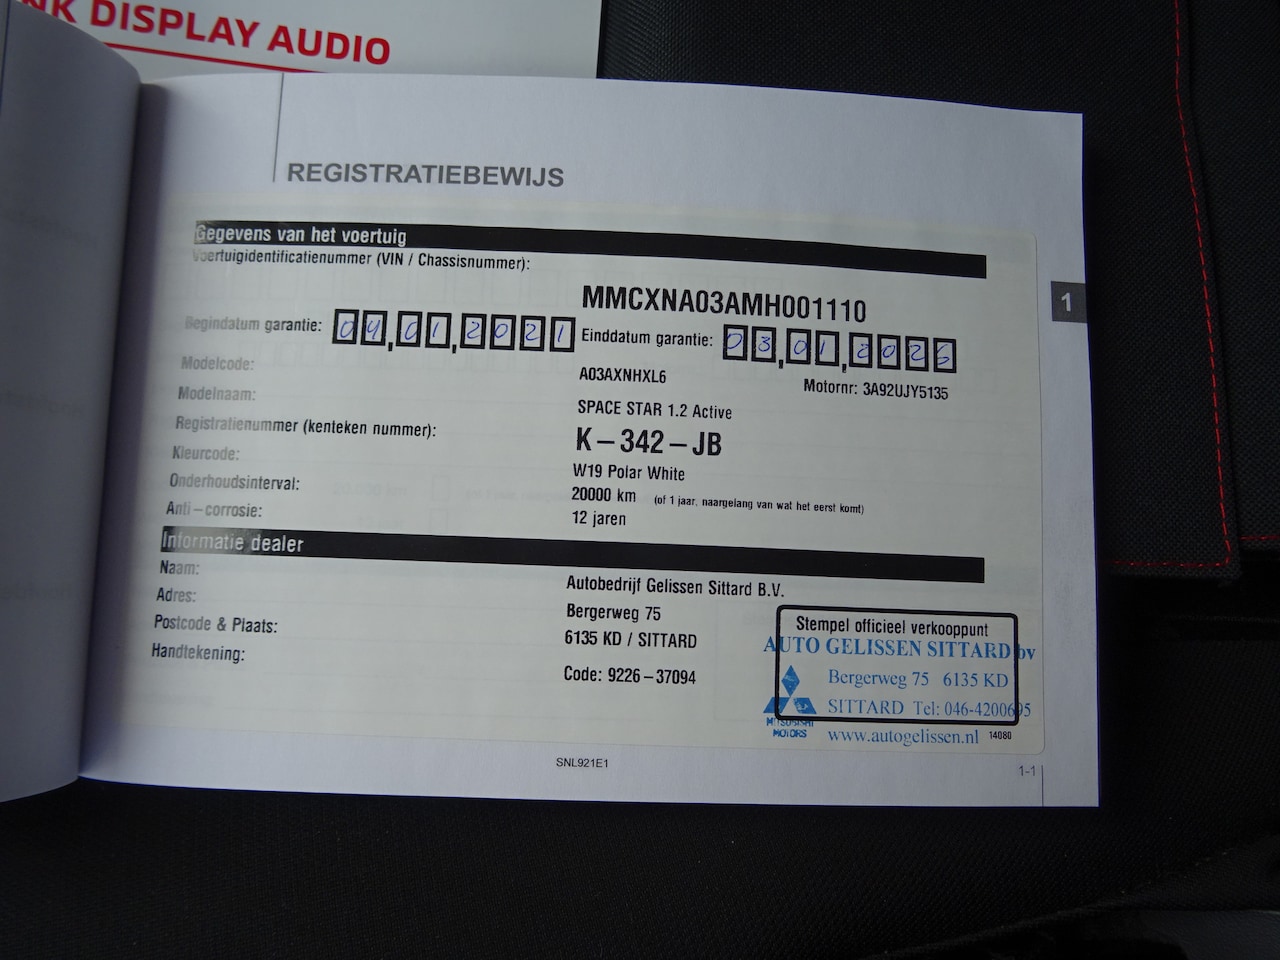 NK DISPLAY AUDIO
REGISTRATIEBEWIJS
Gegevens van het voertuig
Voertuigidentificatienummer (VIN / Chassisnummer):
MMCXNA03AMH001110
Begindatum garantie: 04,01,2021 Einddatum garantie: 03,01,2026
Modelcode: A03AXNHXL6 Motornr: 3A92UJY5135
Modelnaam: SPACE STAR 1.2 Active
Registratienummer (kenteken nummer): K-342-JB
Kleurcode: W19 Polar White
Onderhoudsinterval: 20000 km (of 1 jaar, naargelang van wat het eerst komt)
Anti-corrosie: 12 jaren
Informatie dealer
Naam: Autobedrijf Gelissen Sittard B.V.
Adres: Bergerweg 75
Postcode & Plaats: 6135 KD / SITTARD
Handtekening: Code: 9226-37094
Stempel officieel verkooppunt
AUTO GELISSEN SITTARD bv
Bergerweg 75 6135 KD
SITTARD Tel: 046-4200695
MITSUBISHI
MOTORS
www.autogelissen.nl 14080
SNL921E1
1-1
1